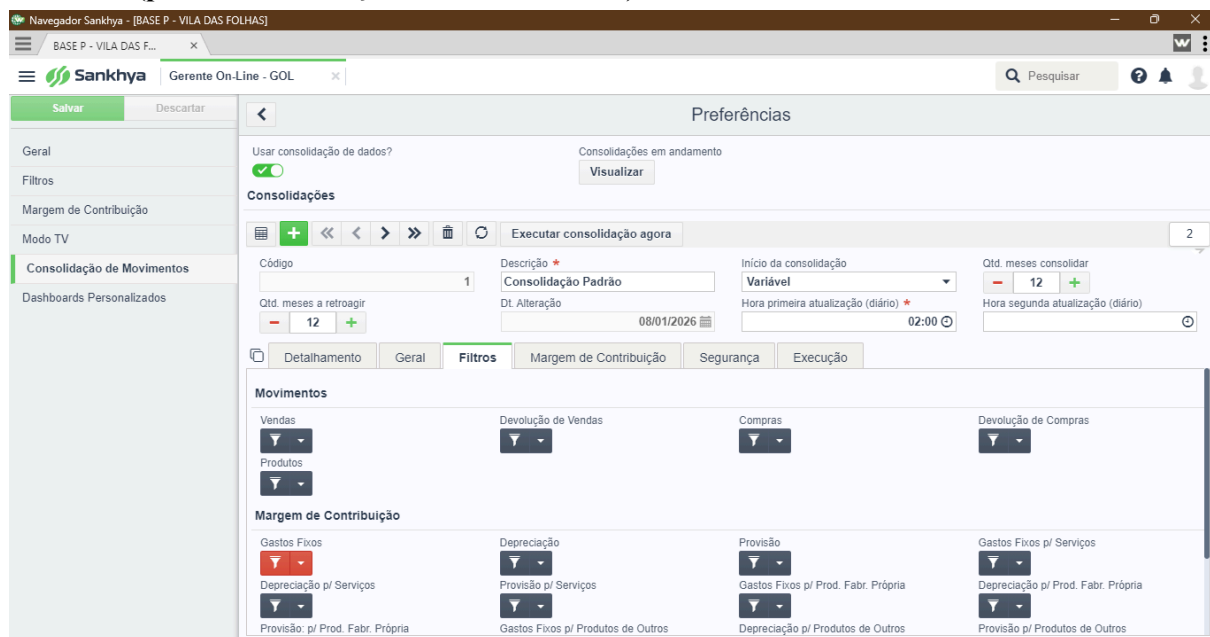 Navegador Sankhya - [BASE P - VILA DAS FOLHAS]
BASE P - VILA DAS F...
Sankhya Gerente On-Line - GOL Pesquisar
Salvar Descartar Preferências
Geral
Filtros
Margem de Contribuição
Modo TV
Consolidação de Movimentos
Dashboards Personalizados
Usar consolidação de dados? Consolidações em andamento
Visualizar
Consolidações
Executar consolidação agora 2
Código Descrição * Início da consolidação Qtd. meses consolidar
1 Consolidação Padrão Variável 12
Qtd. meses a retroagir Dt. Alteração Hora primeira atualização (diário) * Hora segunda atualização (diário)
12 08/01/2026 02:00
Detalhamento Geral Filtros Margem de Contribuição Segurança Execução
Movimentos
Vendas Devolução de Vendas Compras Devolução de Compras
Produtos
Margem de Contribuição
Gastos Fixos Depreciação Provisão Gastos Fixos p/ Serviços
Depreciação p/ Serviços Provisão p/ Serviços Gastos Fixos p/ Prod. Fabr. Própria Depreciação p/ Prod. Fabr. Própria
Provisão: p/ Prod. Fabr. Própria Gastos Fixos p/ Produtos de Outros Depreciação p/ Produtos de Outros Provisão p/ Produtos de Outros